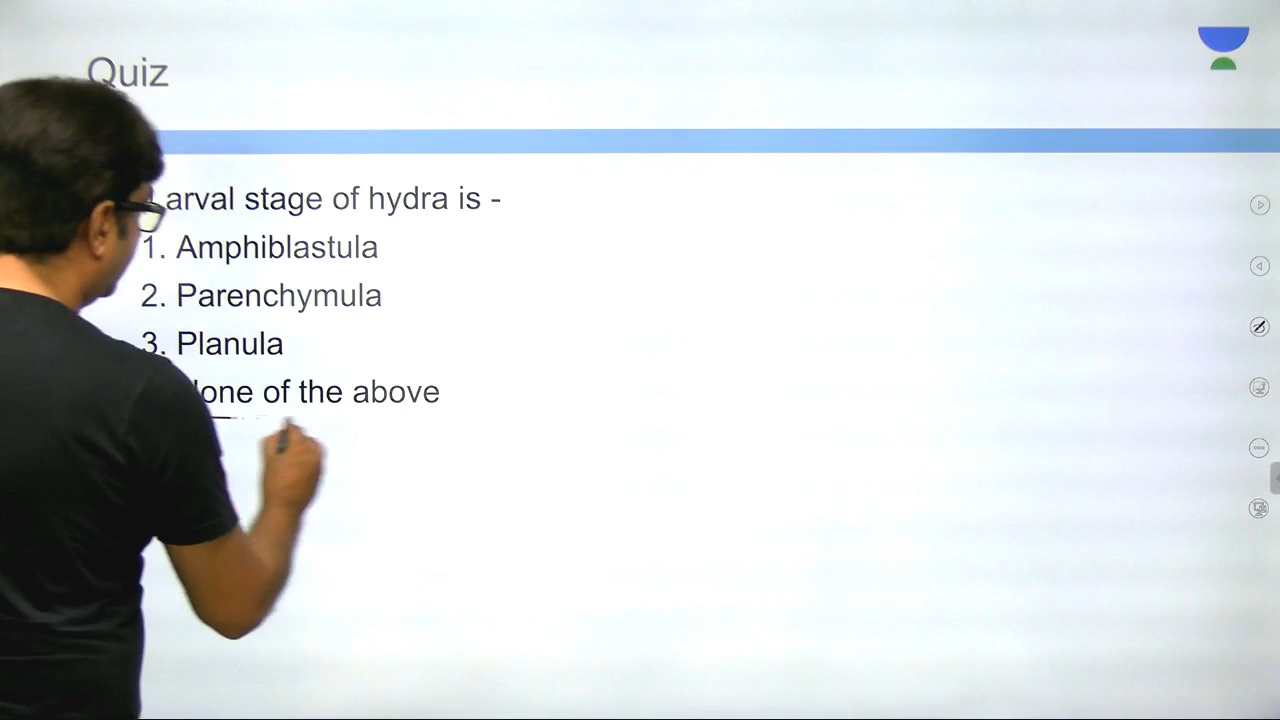 Quiz
arval stage of hydra is -
1. Amphiblastula
2. Parenchymula
3. Planula
one of the above